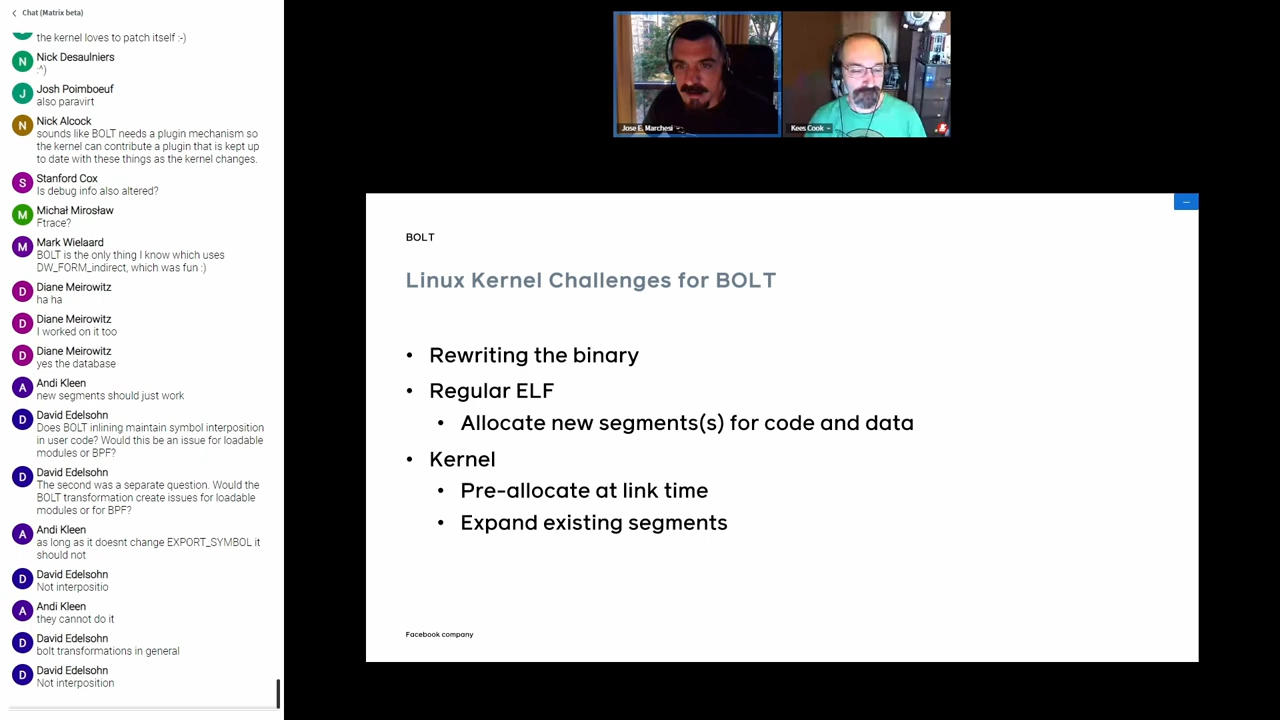 Chat (Matrix beta)
the kernel loves to patch itself :-)
N
Nick Desaulniers
:^)
J
Josh Poimboeuf
also paravirt
N
Nick Alcock
sounds like BOLT needs a plugin mechanism so
the kernel can contribute a plugin that is kept up
to date with these things as the kernel changes.
S
Stanford Cox
Is debug info also altered?
M
Michał Mirosław
Ftrace?
M
Mark Wielaard
BOLT is the only thing I know which uses
DW_FORM_indirect, which was fun :)
D
Diane Meirowitz
ha ha
D
Diane Meirowitz
I worked on it too
D
Diane Meirowitz
yes the database
A
Andi Kleen
new segments should just work
D
David Edelsohn
Does BOLT inlining maintain symbol interposition
in user code? Would this be an issue for loadable
modules or BPF?
D
David Edelsohn
The second was a separate question. Would the
BOLT transformation create issues for loadable
modules or for BPF?
A
Andi Kleen
as long as it doesnt change EXPORT_SYMBOL it
should not
D
David Edelsohn
Not interpositio
A
Andi Kleen
they cannot do it
D
David Edelsohn
bolt transformations in general
D
David Edelsohn
Not interposition
Jose E. Marchesi
Kees Cook
BOLT
Linux Kernel Challenges for BOLT
• Rewriting the binary
• Regular ELF
• Allocate new segments(s) for code and data
• Kernel
• Pre-allocate at link time
• Expand existing segments
Facebook company